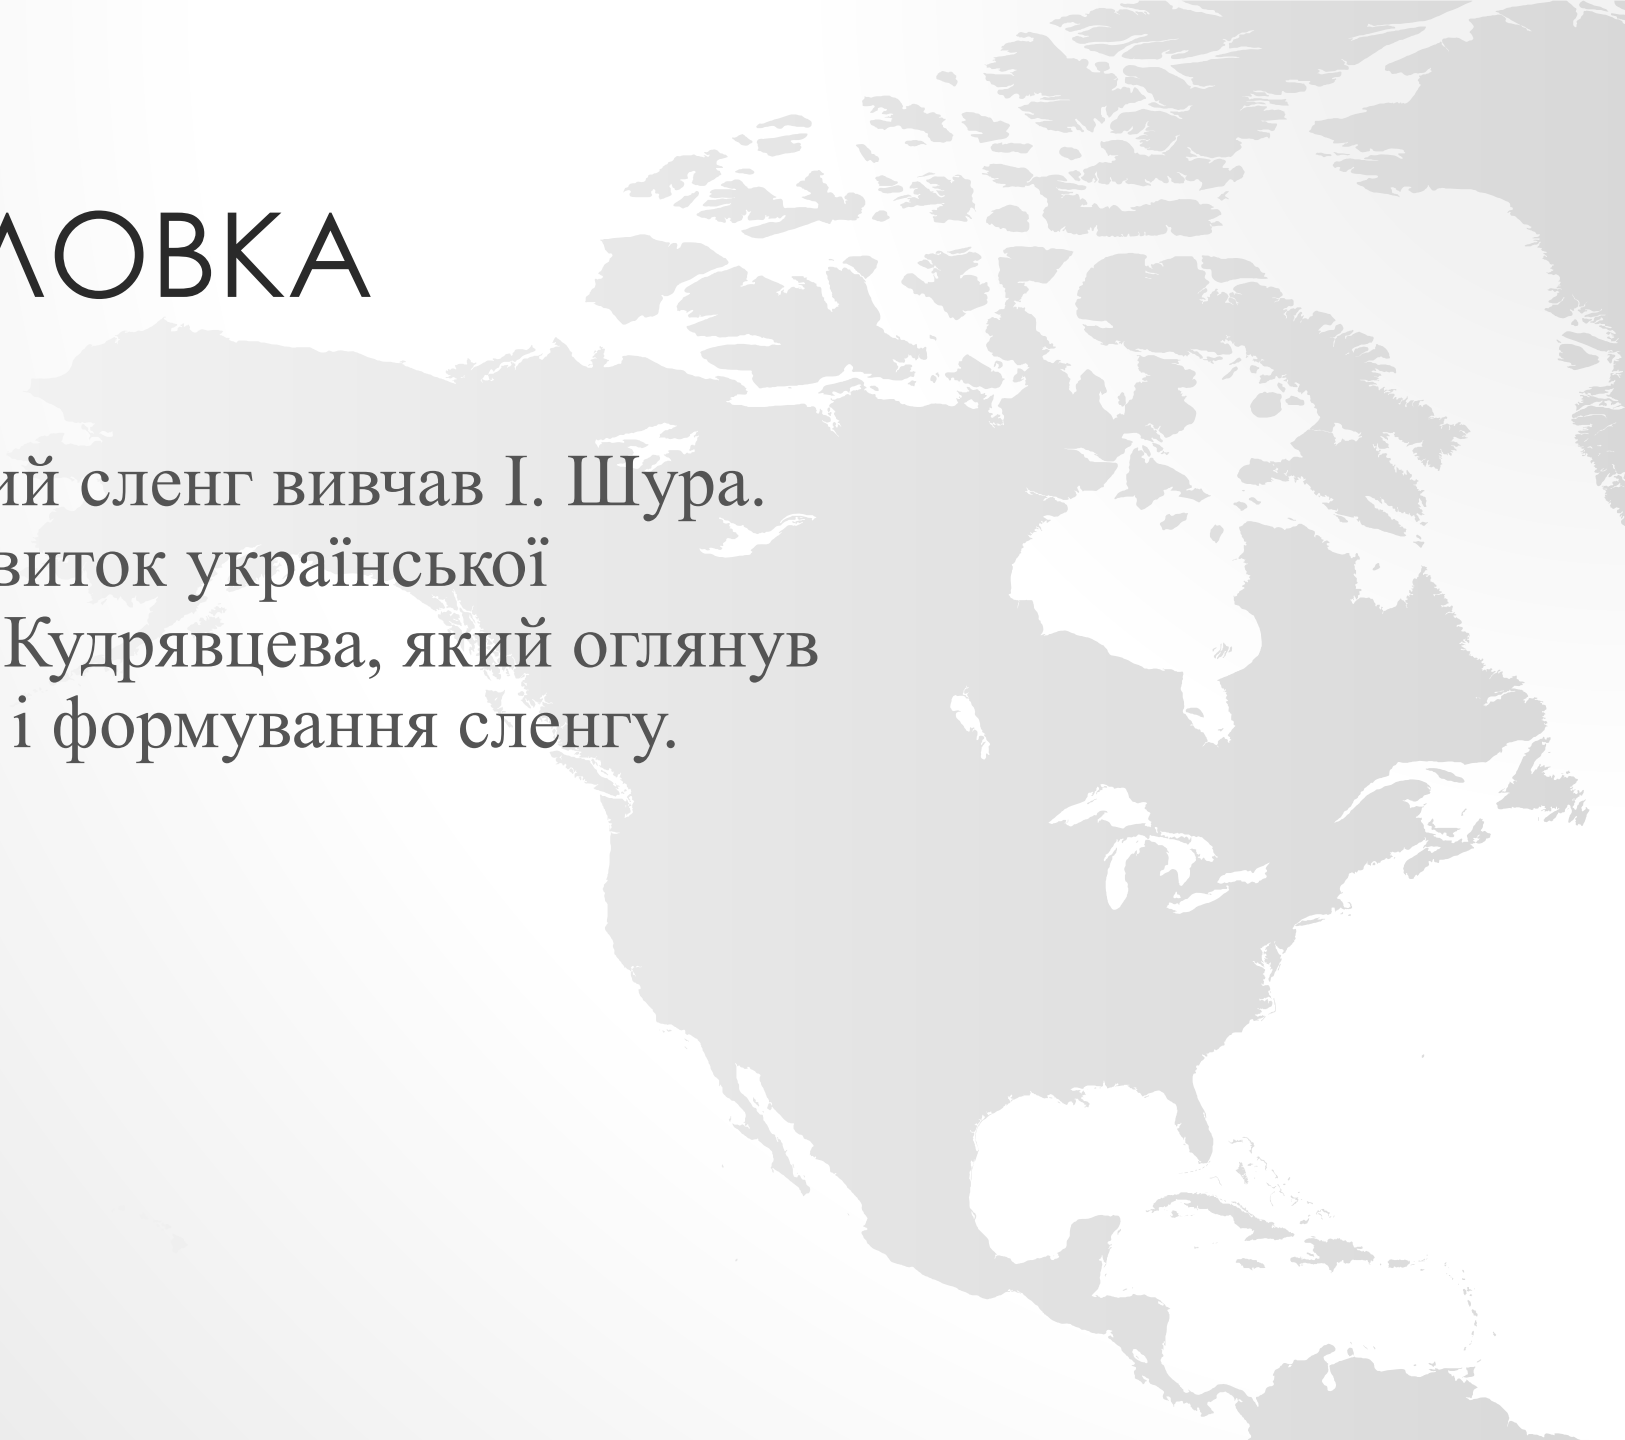 ЛОВКА
ий сленг вивчав І. Шура.
виток української
Кудрявцева, який оглянув
і формування сленгу.